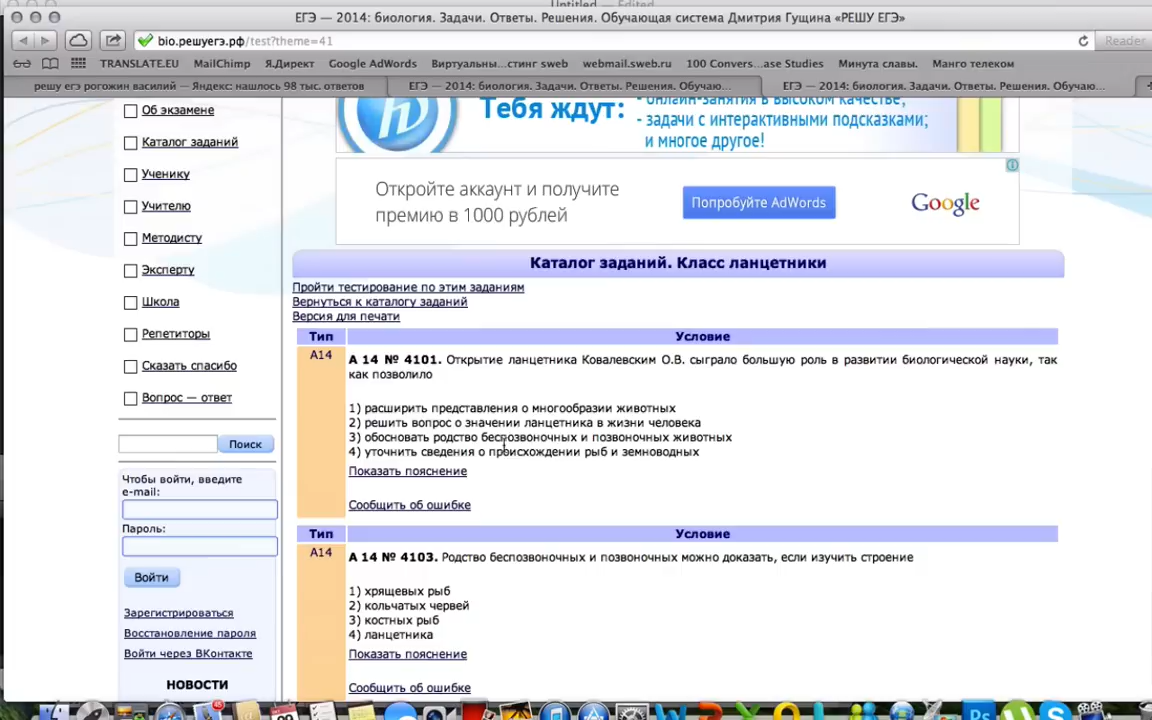 Untitled — Edited
ЕГЭ — 2014: биология. Задачи. Ответы. Решения. Обучающая система Дмитрия Гущина «РЕШУ ЕГЭ»
bio.решуегэ.рф/test?theme=41
Reader
TRANSLATE.EU MailChimp Я.Директ Google AdWords Виртуальны...стинг sweb webmail.sweb.ru 100 Convers...ase Studies Минута славы. Манго телеком
решу егэ рогожин василий — Яндекс: нашлось 98 тыс. ответов
ЕГЭ — 2014: биология. Задачи. Ответы. Решения. Обучаю...
ЕГЭ — 2014: биология. Задачи. Ответы. Решения. Обучаю...
Об экзамене
Каталог заданий
Ученику
Учителю
Методисту
Эксперту
Школа
Репетиторы
Сказать спасибо
Вопрос — ответ
Поиск
Чтобы войти, введите
e-mail:
Пароль:
Войти
Зарегистрироваться
Восстановление пароля
Войти через ВКонтакте
НОВОСТИ
Тебя ждут:
- онлайн-занятия в высоком качестве;
- задачи с интерактивными подсказками;
и многое другое!
Откройте аккаунт и получите
премию в 1000 рублей
Попробуйте AdWords
Google
Каталог заданий. Класс ланцетники
Пройти тестирование по этим заданиям
Вернуться к каталогу заданий
Версия для печати
Тип Условие
A14
A 14 № 4101. Открытие ланцетника Ковалевским О.В. сыграло большую роль в развитии биологической науки, так
как позволило
1) расширить представления о многообразии животных
2) решить вопрос о значении ланцетника в жизни человека
3) обосновать родство беспозвоночных и позвоночных животных
4) уточнить сведения о происхождении рыб и земноводных
Показать пояснение
Сообщить об ошибке
Тип Условие
A14
A 14 № 4103. Родство беспозвоночных и позвоночных можно доказать, если изучить строение
1) хрящевых рыб
2) кольчатых червей
3) костных рыб
4) ланцетника
Показать пояснение
Сообщить об ошибке